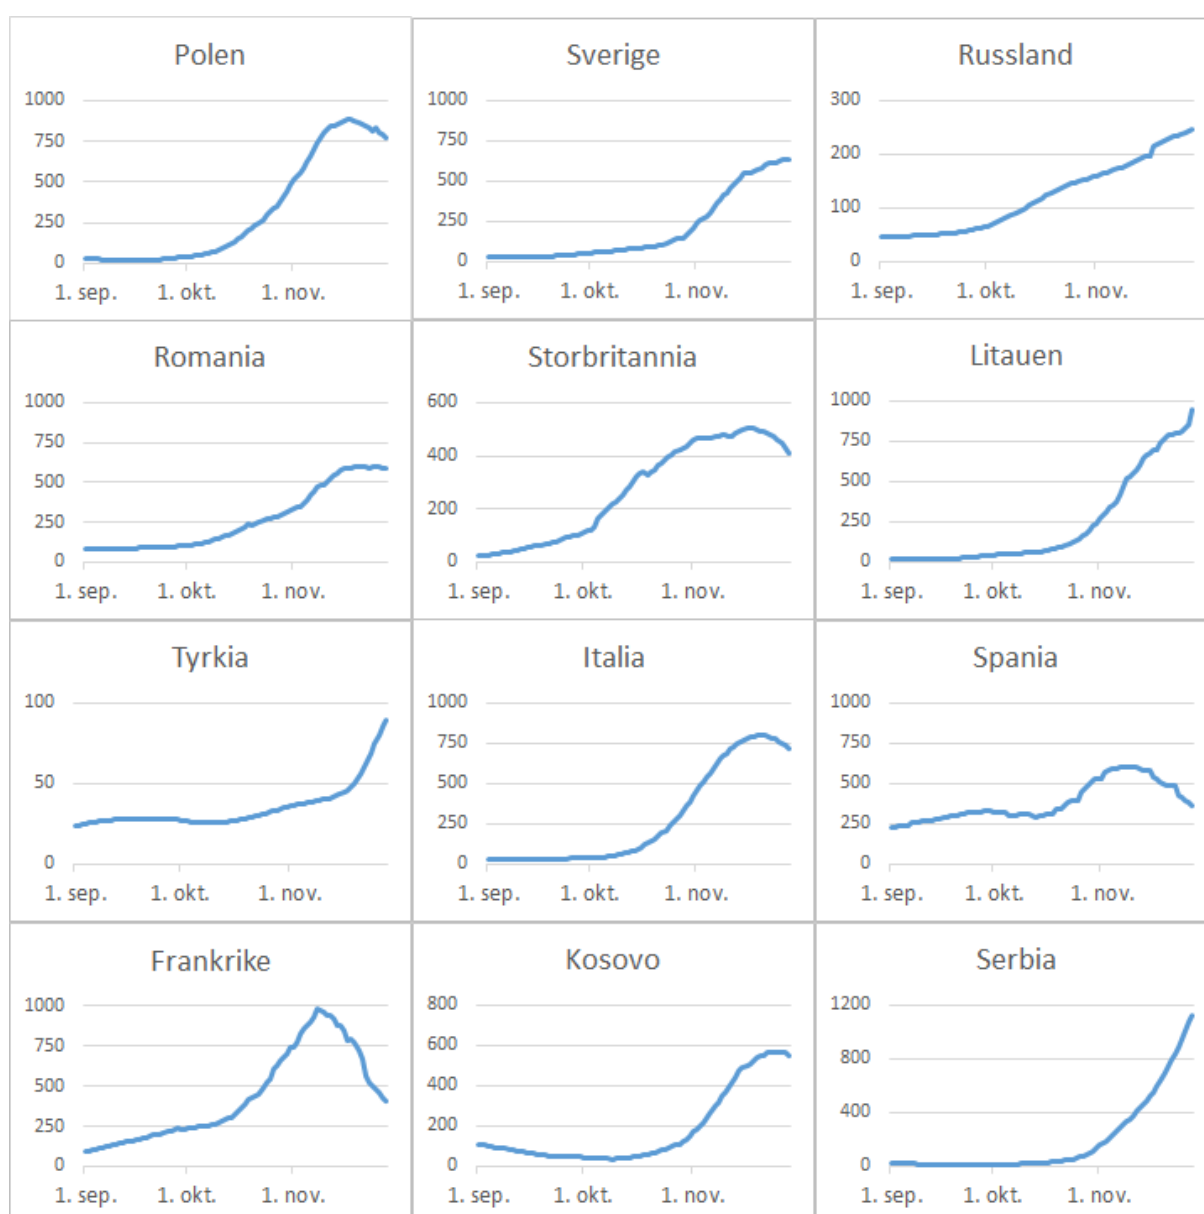 Polen
1000
750
500
250
0
1. sep.
1. okt.
1. nov.
Sverige
1000
750
500
250
0
1. sep.
1. okt.
1. nov.
Russland
300
200
100
0
1. sep.
1. okt.
1. nov.
Romania
1000
750
500
250
0
1. sep.
1. okt.
1. nov.
Storbritannia
600
400
200
0
1. sep.
1. okt.
1. nov.
Litauen
1000
750
500
250
0
1. sep.
1. okt.
1. nov.
Tyrkia
100
50
0
1. sep.
1. okt.
1. nov.
Italia
1000
750
500
250
0
1. sep.
1. okt.
1. nov.
Spania
1000
750
500
250
0
1. sep.
1. okt.
1. nov.
Frankrike
1000
750
500
250
0
1. sep.
1. okt.
1. nov.
Kosovo
800
600
400
200
0
1. sep.
1. okt.
1. nov.
Serbia
1200
800
400
0
1. sep.
1. okt.
1. nov.